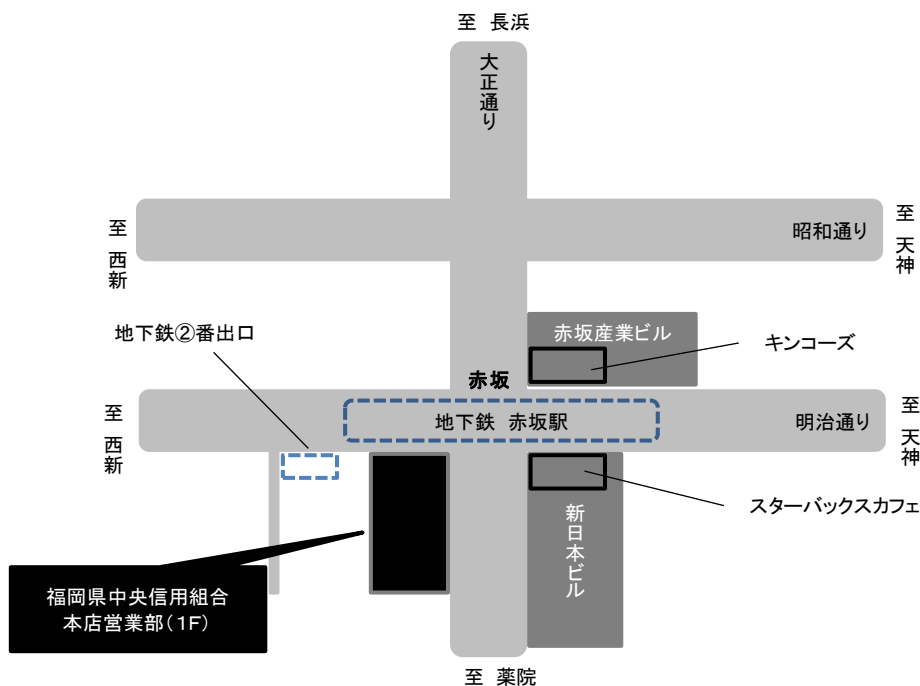 至 長浜
大正通り
至 西新
昭和通り
至 天神
地下鉄②番出口
赤坂産業ビル
キンコーズ
赤坂
至 西新
地下鉄 赤坂駅
明治通り
至 天神
スターバックスカフェ
新日本ビル
福岡県中央信用組合
本店営業部(1F)
至 薬院